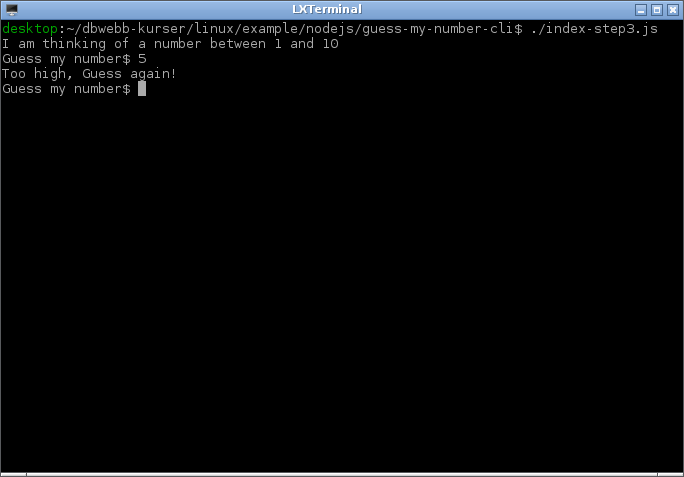 LXTerminal
desktop:~/dbwebb-kurser/linux/example/nodejs/guess-my-number-cli$ ./index-step3.js
I am thinking of a number between 1 and 10
Guess my number$ 5
Too high, Guess again!
Guess my number$